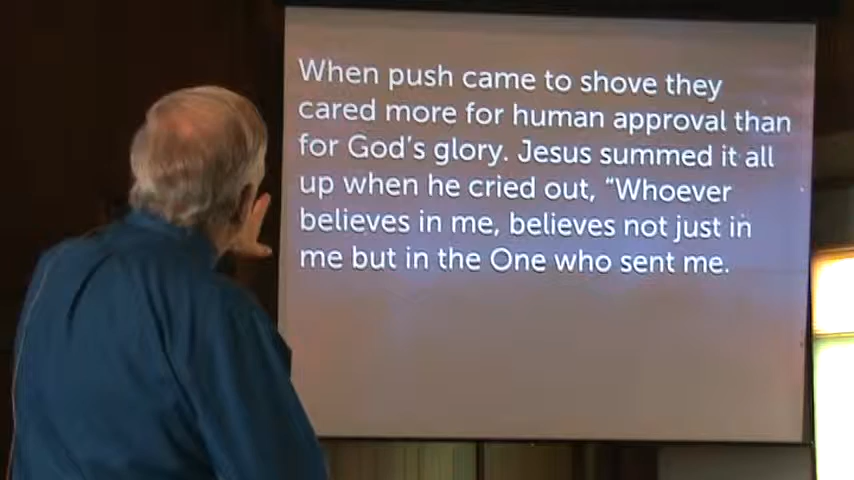 When push came to shove they
cared more for human approval than
for God's glory. Jesus summed it all
up when he cried out, “Whoever
believes in me, believes not just in
me but in the One who sent me.